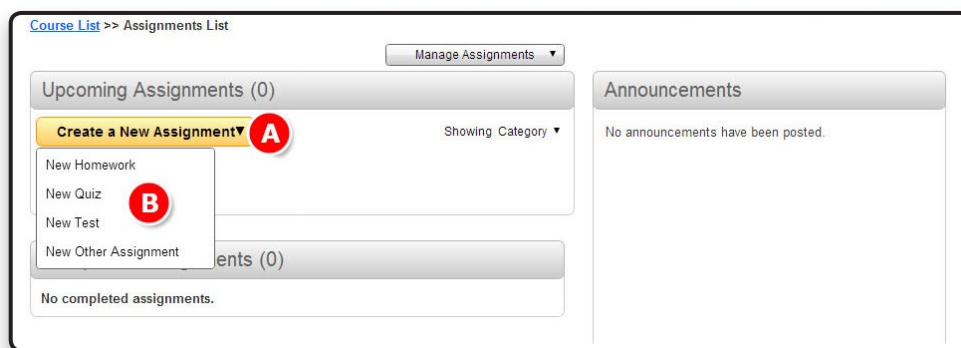 Course List >> Assignments List
Manage Assignments ▼
Upcoming Assignments (0)
Create a New Assignment▼
A
Showing Category ▼
New Homework
New Quiz
B
New Test
New Other Assignment
ents (0)
No completed assignments.
Announcements
No announcements have been posted.